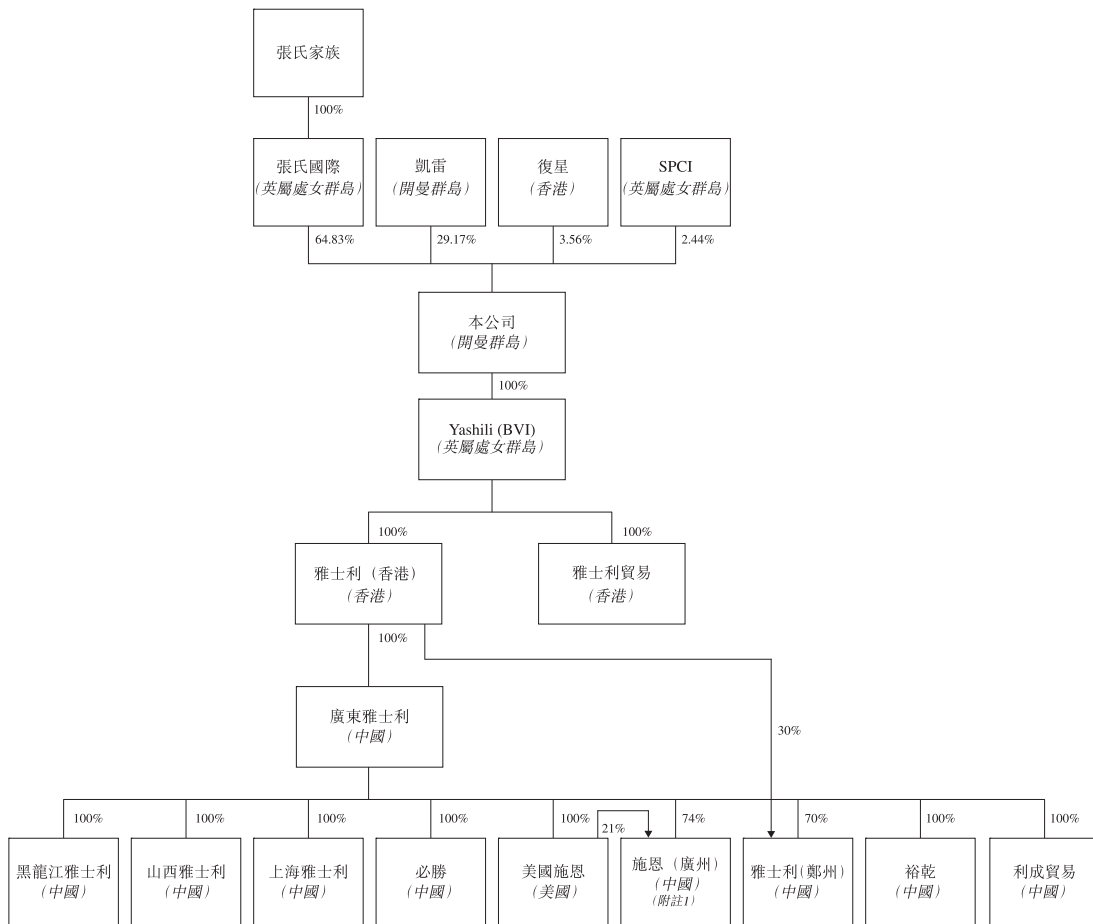 張氏家族
100%
張氏國際
(英屬處女群島)
凱雷
(開曼群島)
復星
(香港)
SPCI
(英屬處女群島)
64.83%
29.17%
3.56%
2.44%
本公司
(開曼群島)
100%
Yashili (BVI)
(英屬處女群島)
100%
100%
雅士利（香港）
(香港)
雅士利貿易
(香港)
100%
廣東雅士利
(中國)
30%
100%
100%
100%
100%
100%
21%
74%
70%
100%
100%
黑龍江雅士利
(中國)
山西雅士利
(中國)
上海雅士利
(中國)
必勝
(中國)
美國施恩
(美國)
施恩（廣州）
(中國)
(附註1)
雅士利(鄭州)
(中國)
裕乾
(中國)
利成貿易
(中國)